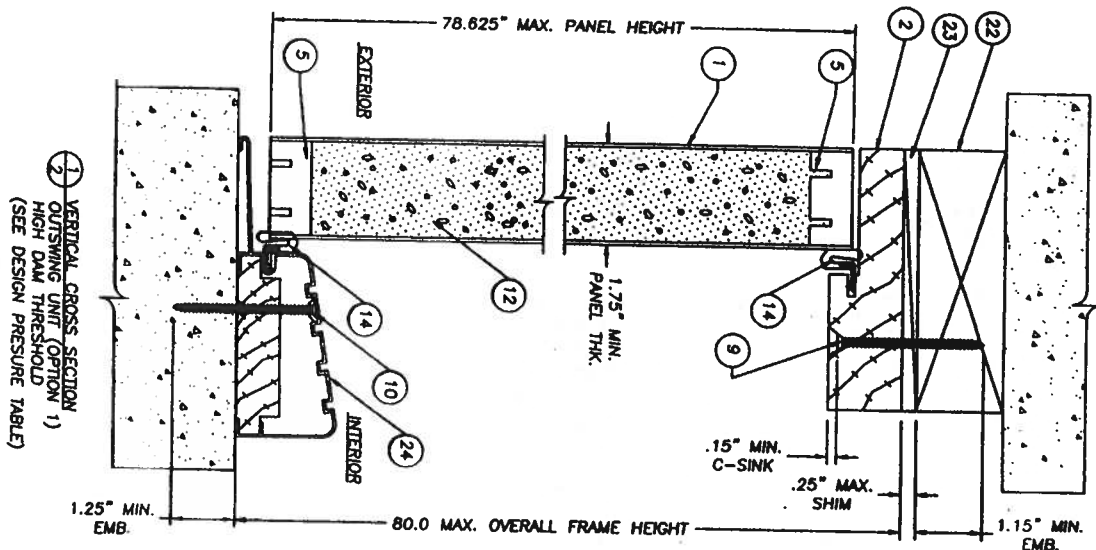 78.625" MAX. PANEL HEIGHT
2
23
22
1
5
5
EXTERIOR
1.75" MIN.
PANEL THK.
12
14
14
9
10
24
INTERIOR
1
2
VERTICAL CROSS SECTION
OUTSWING UNIT (OPTION 1)
HIGH DAM THRESHOLD
(SEE DESIGN PRESURE TABLE)
.15" MIN.
C-SINK
.25" MAX.
SHIM
1.25" MIN.
EMB.
80.0 MAX. OVERALL FRAME HEIGHT
1.15" MIN.
EMB.